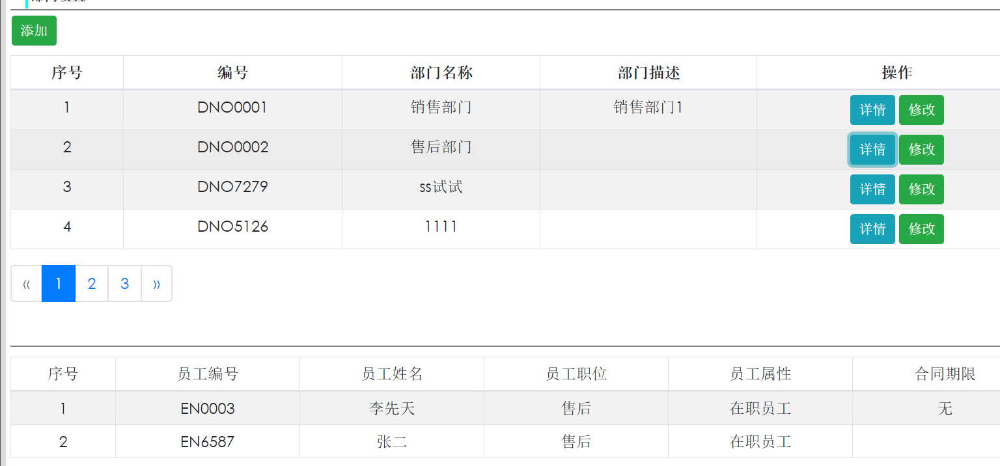 添加
序号 编号 部门名称 部门描述 操作
1 DNO0001 销售部门 销售部门1 详情 修改
2 DNO0002 售后部门 详情 修改
3 DNO7279 ss试试 详情 修改
4 DNO5126 1111 详情 修改
« 1 2 3 »
序号 员工编号 员工姓名 员工职位 员工属性 合同期限
1 EN0003 李先天 售后 在职员工 无
2 EN6587 张二 售后 在职员工